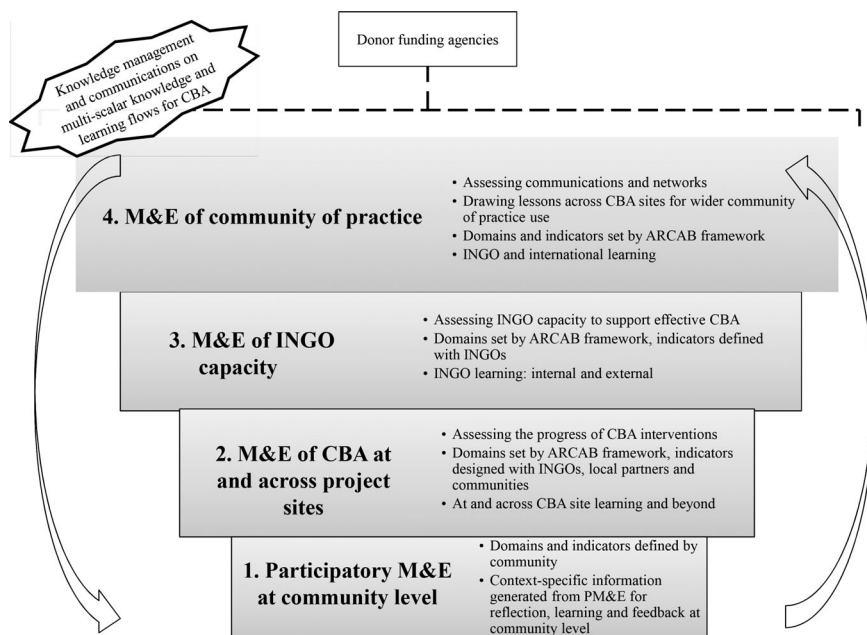 Donor funding agencies
Knowledge management
and communications on
multi-scalar knowledge and
learning flows for CBA
4. M&E of community of practice
• Assessing communications and networks
• Drawing lessons across CBA sites for wider community
of practice use
• Domains and indicators set by ARCAB framework
• INGO and international learning
3. M&E of INGO
capacity
• Assessing INGO capacity to support effective CBA
• Domains set by ARCAB framework, indicators defined
with INGOs
• INGO learning: internal and external
2. M&E of CBA at
and across project
sites
• Assessing the progress of CBA interventions
• Domains set by ARCAB framework, indicators
designed with INGOs, local partners and
communities
• At and across CBA site learning and beyond
1. Participatory M&E
at community level
• Domains and indicators defined by
community
• Context-specific information
generated from PM&E for
reflection, learning and feedback at
community level